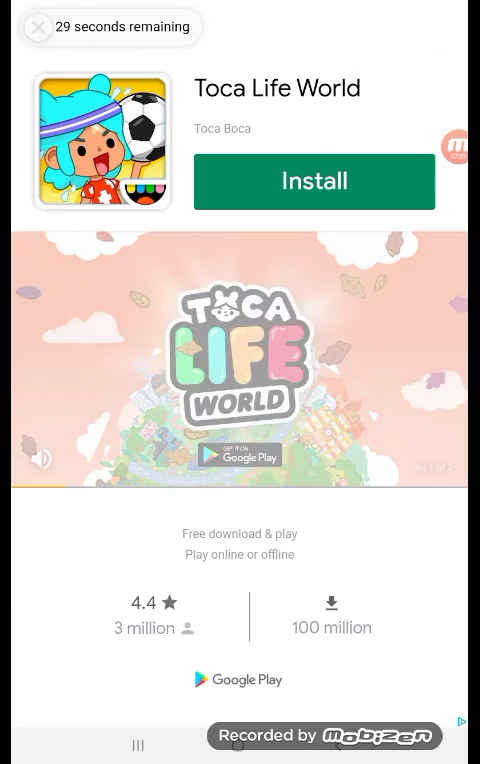 29 seconds remaining
Toca Life World
Toca Boca
07:02
Install
TOCA
LIFE
WORLD
GET IT ON
Google Play
Ad 1 of 2
Free download & play
Play online or offline
4.4
3 million
100 million
Google Play
Recorded by Mobizen